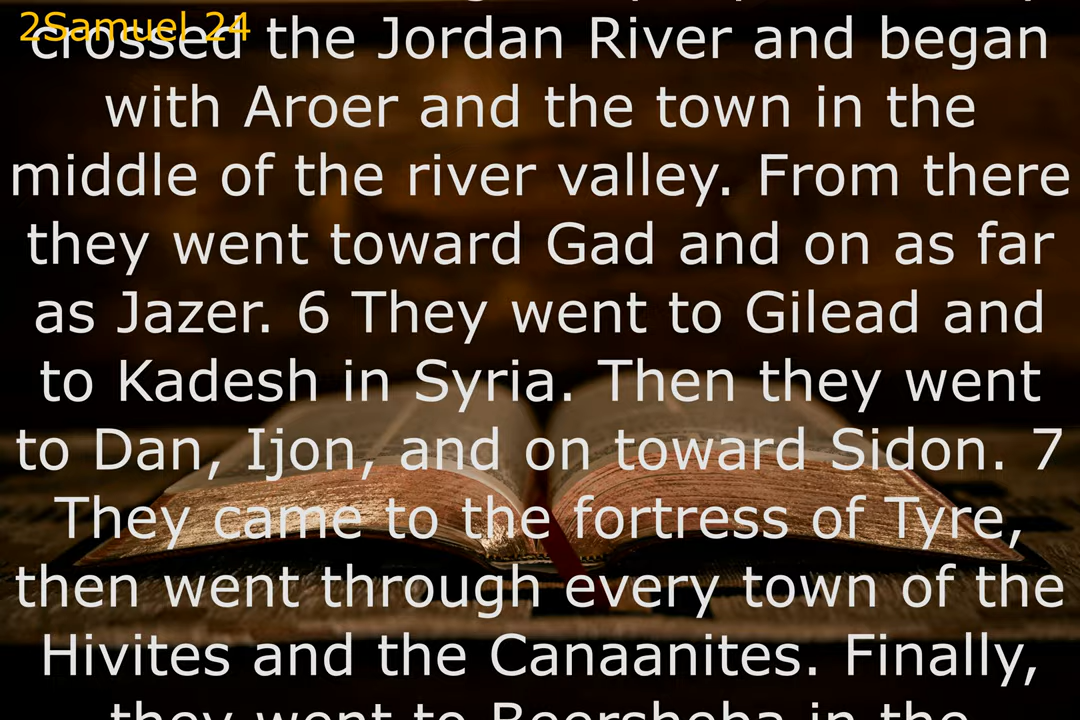 2Samuel 24
crossed the Jordan River and began
with Aroer and the town in the
middle of the river valley. From there
they went toward Gad and on as far
as Jazer. 6 They went to Gilead and
to Kadesh in Syria. Then they went
to Dan, Ijon, and on toward Sidon. 7
They came to the fortress of Tyre,
then went through every town of the
Hivites and the Canaanites. Finally,
they went to Beersheba in the